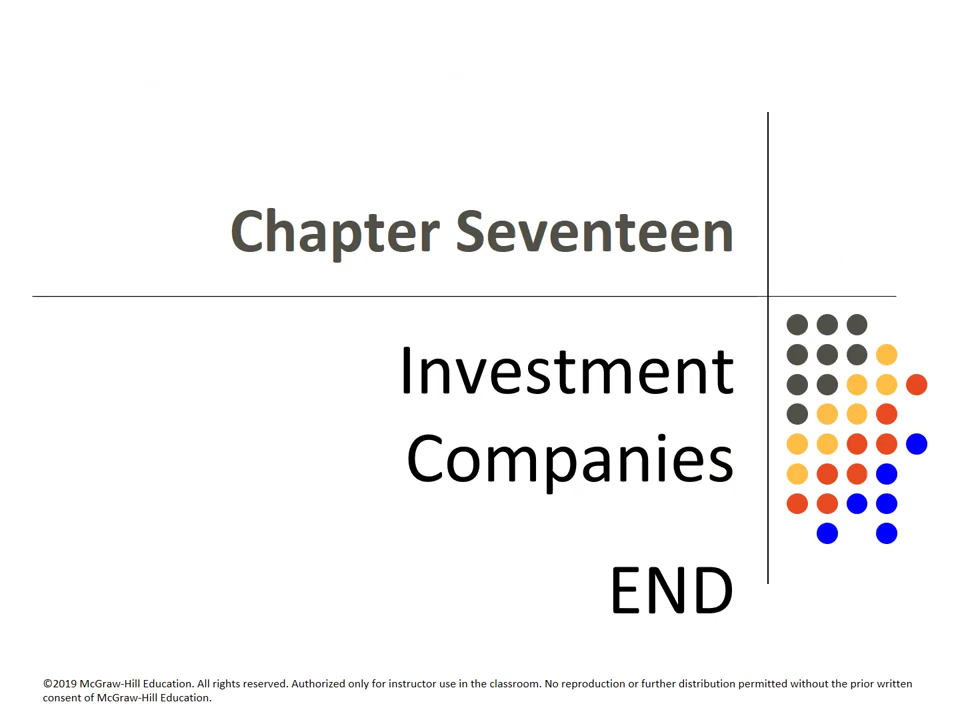 Chapter Seventeen
Investment
Companies
END
©2019 McGraw-Hill Education. All rights reserved. Authorized only for instructor use in the classroom. No reproduction or further distribution permitted without the prior written
consent of McGraw-Hill Education.